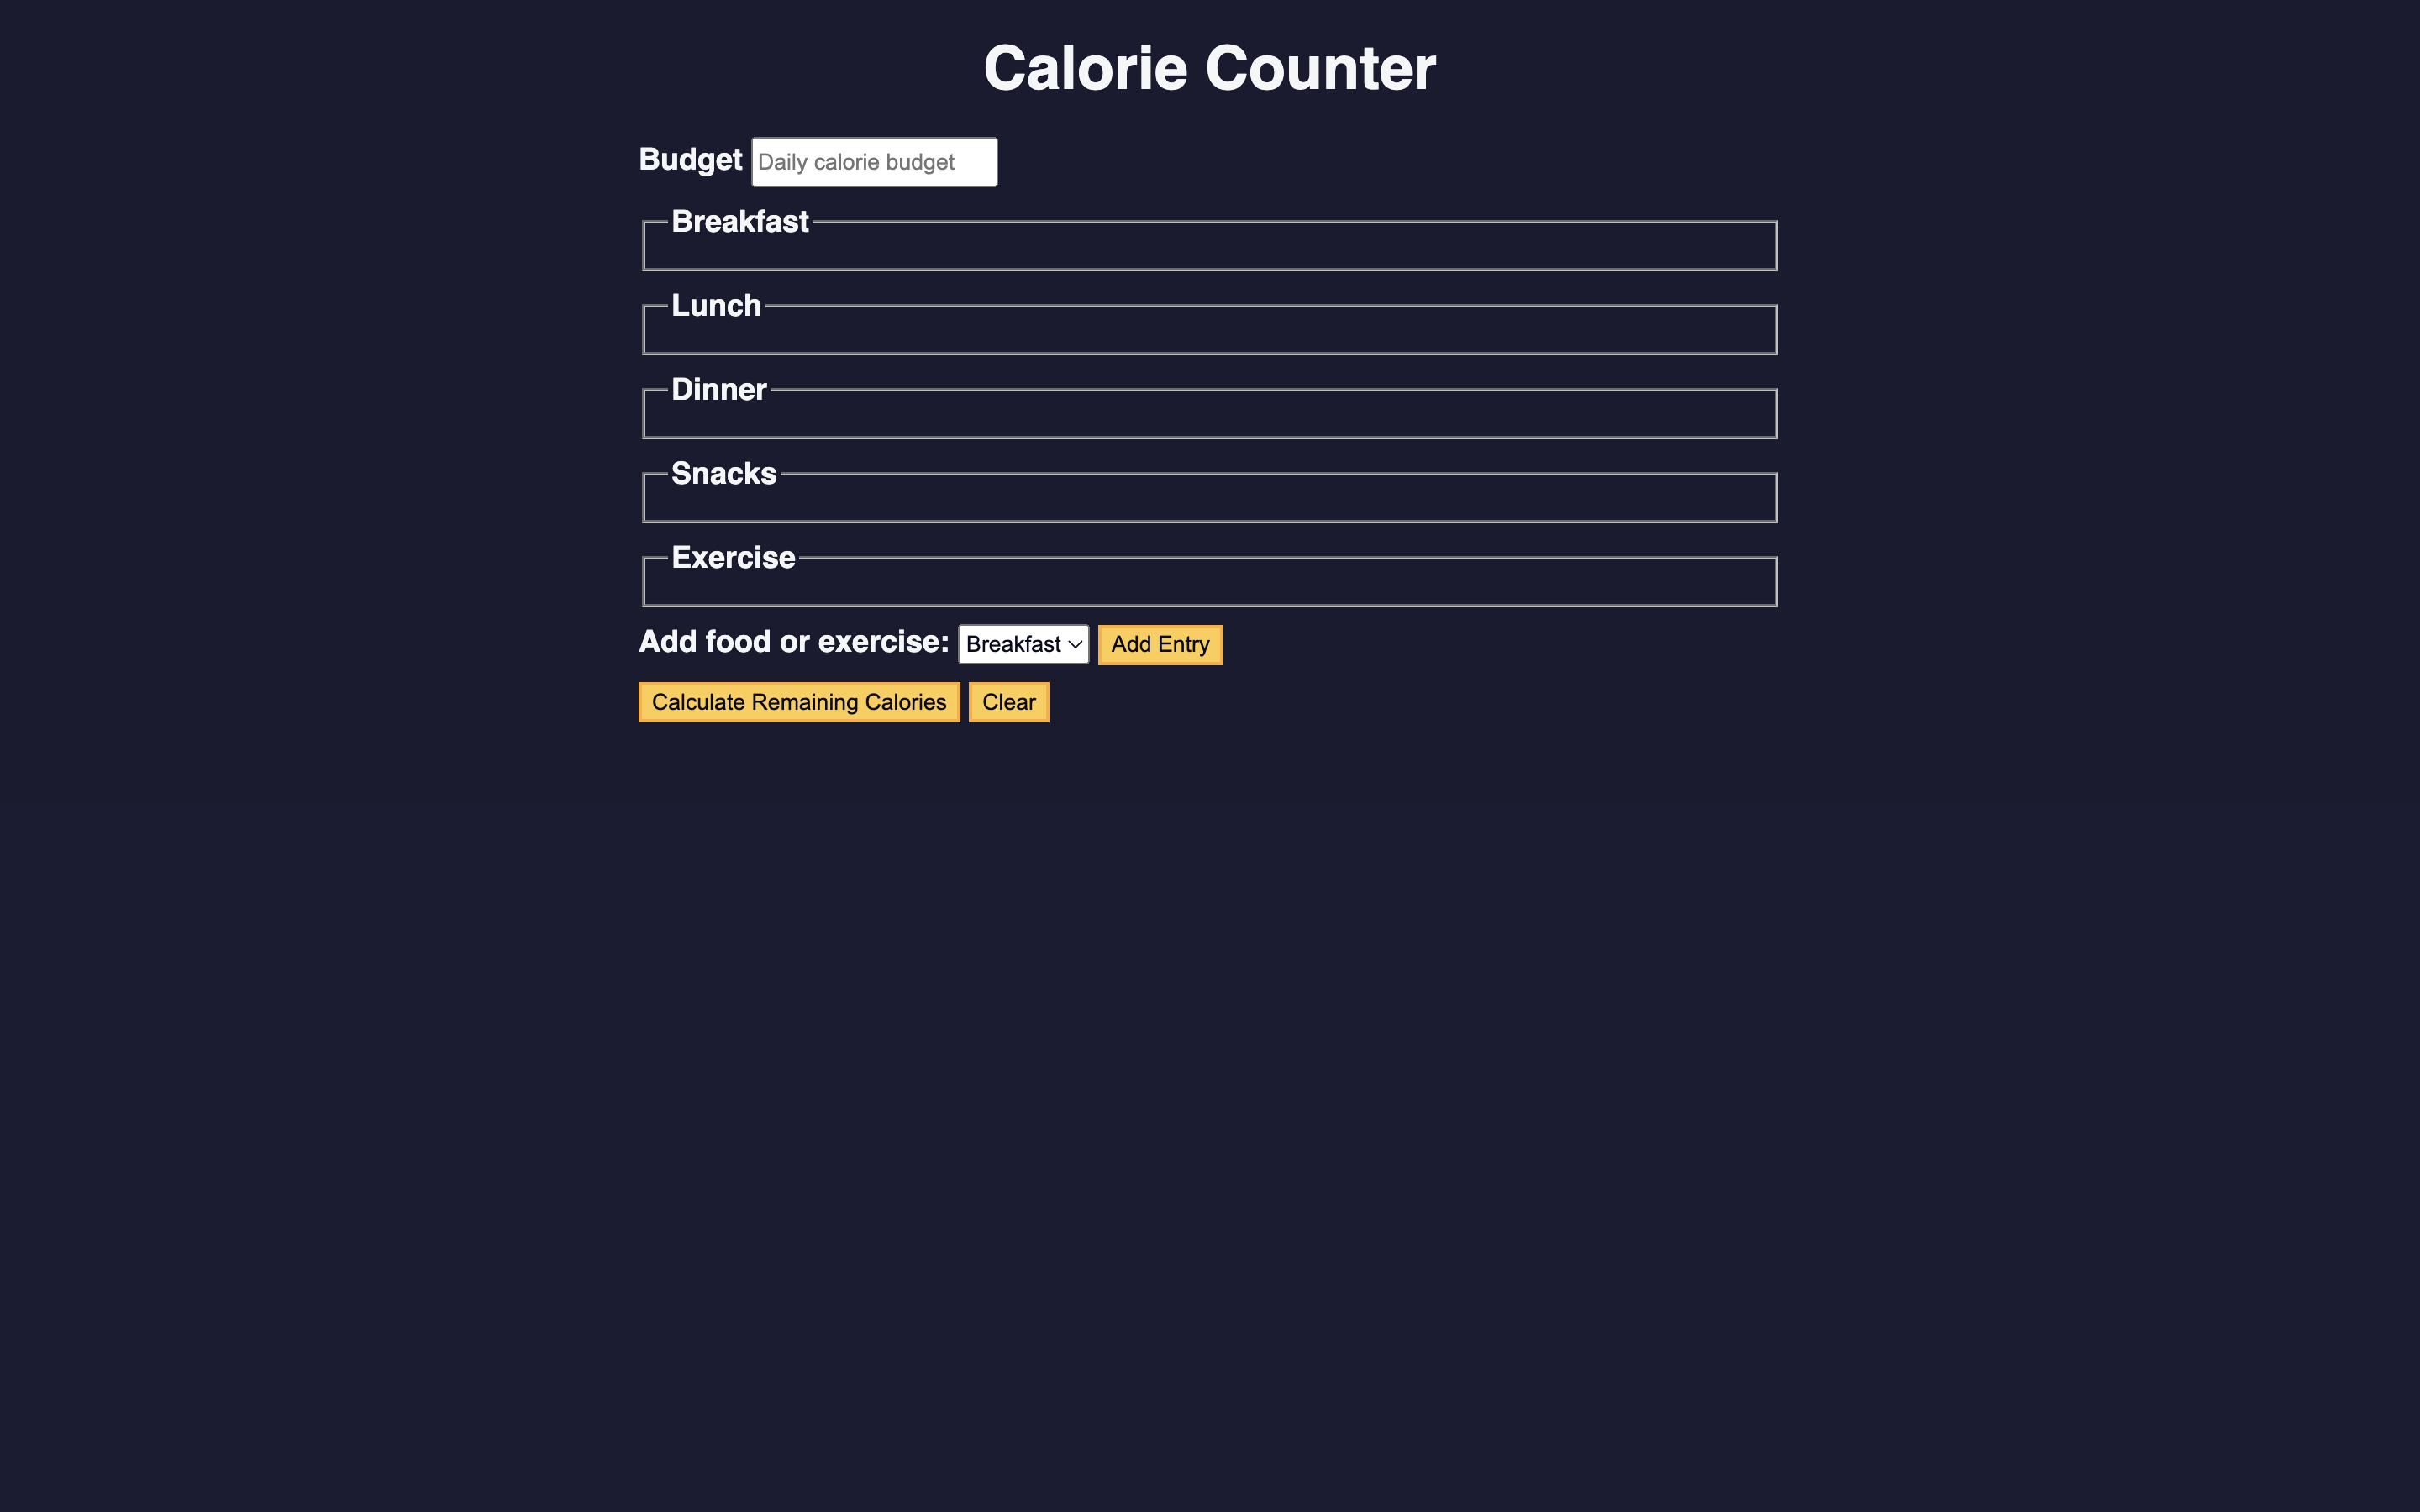 Calorie Counter
Budget Daily calorie budget
Breakfast
Lunch
Dinner
Snacks
Exercise
Add food or exercise: Breakfast Add Entry
Calculate Remaining Calories Clear